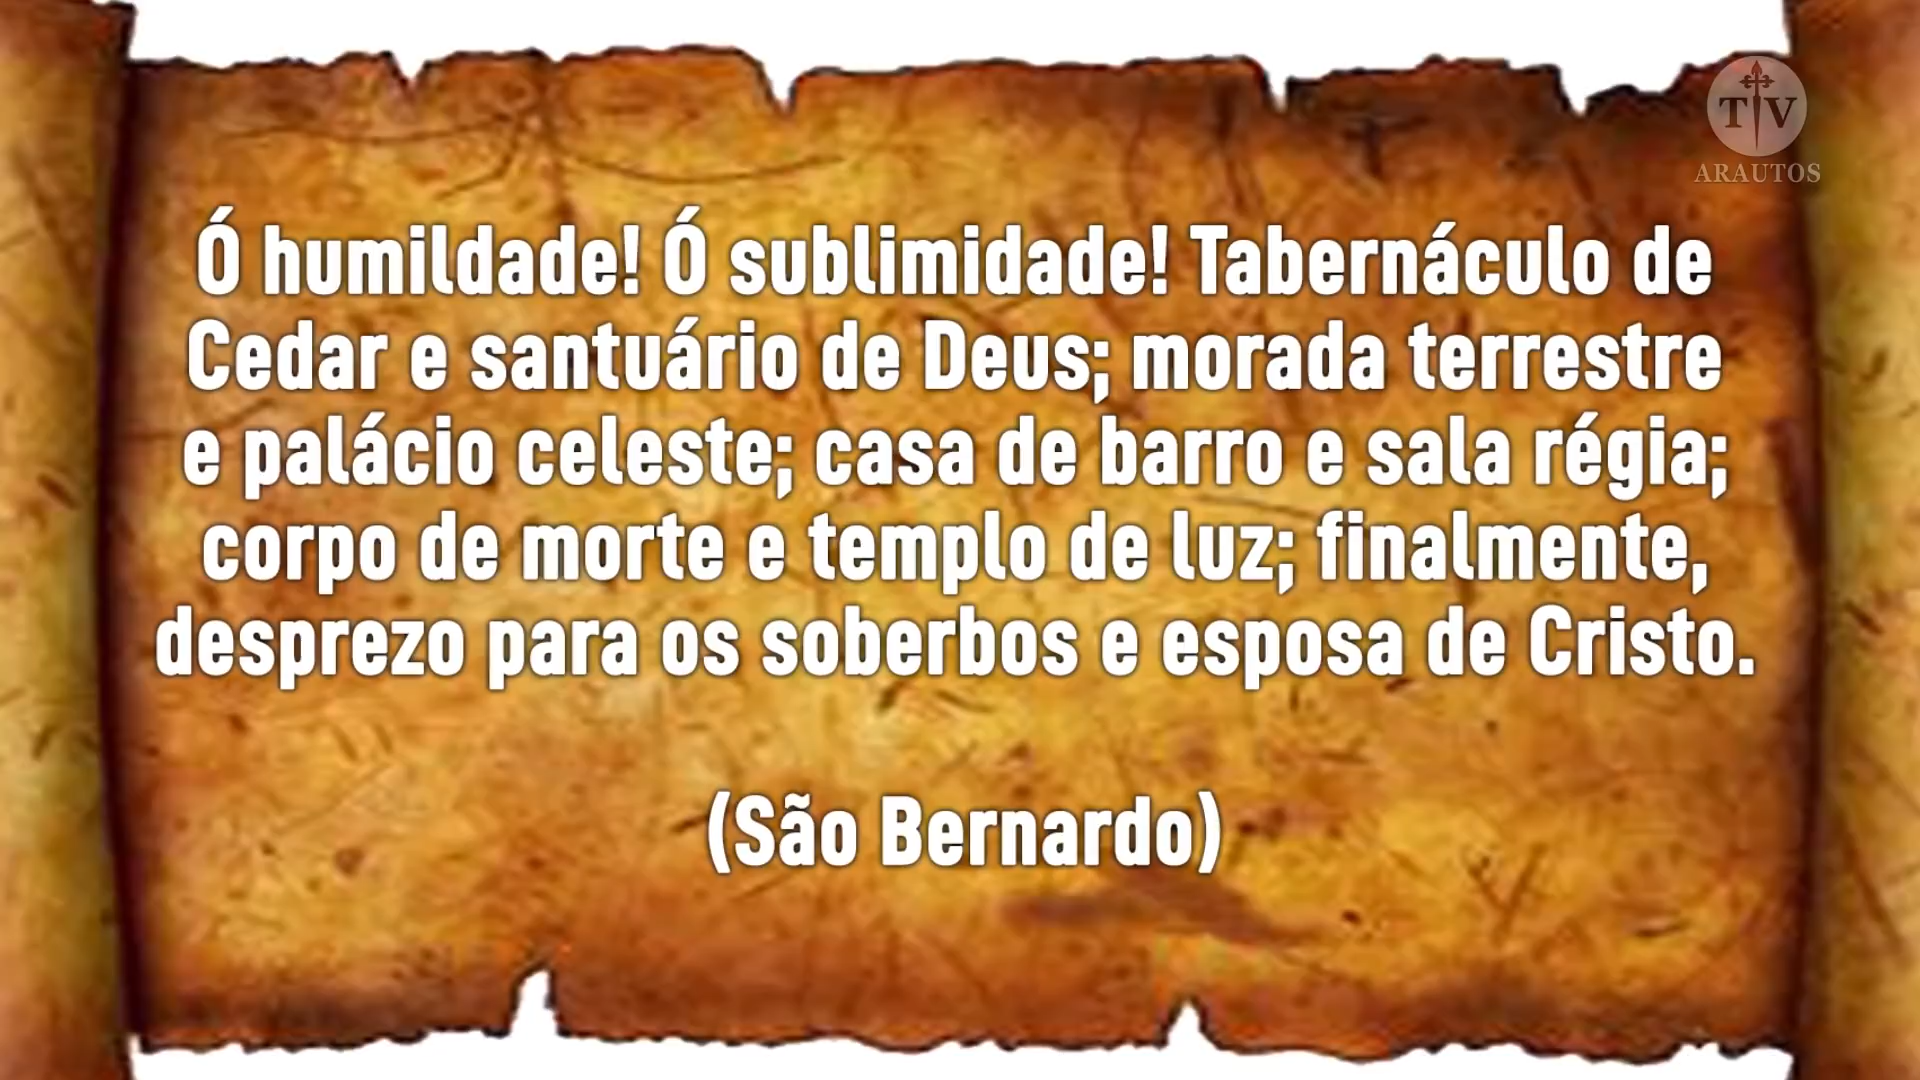 TV
ARAUTOS
Ó humildade! Ó sublimidade! Tabernáculo de
Cedar e santuário de Deus; morada terrestre
e palácio celeste; casa de barro e sala régia;
corpo de morte e templo de luz; finalmente,
desprezo para os soberbos e esposa de Cristo.
(São Bernardo)